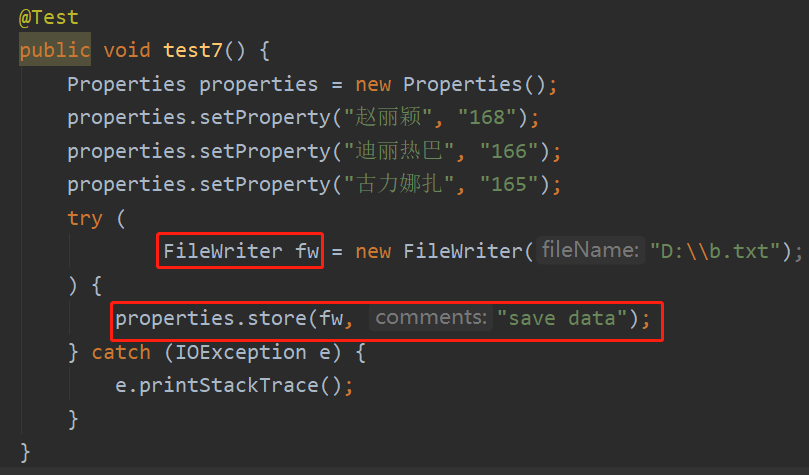 @Test
public void test7() {
Properties properties = new Properties();
properties.setProperty("赵丽颖", "168");
properties.setProperty("迪丽热巴", "166");
properties.setProperty("古力娜扎", "165");
try (
FileWriter fw = new FileWriter( fileName: "D:\\b.txt");
) {
properties.store(fw, comments: "save data");
} catch (IOException e) {
e.printStackTrace();
}
}